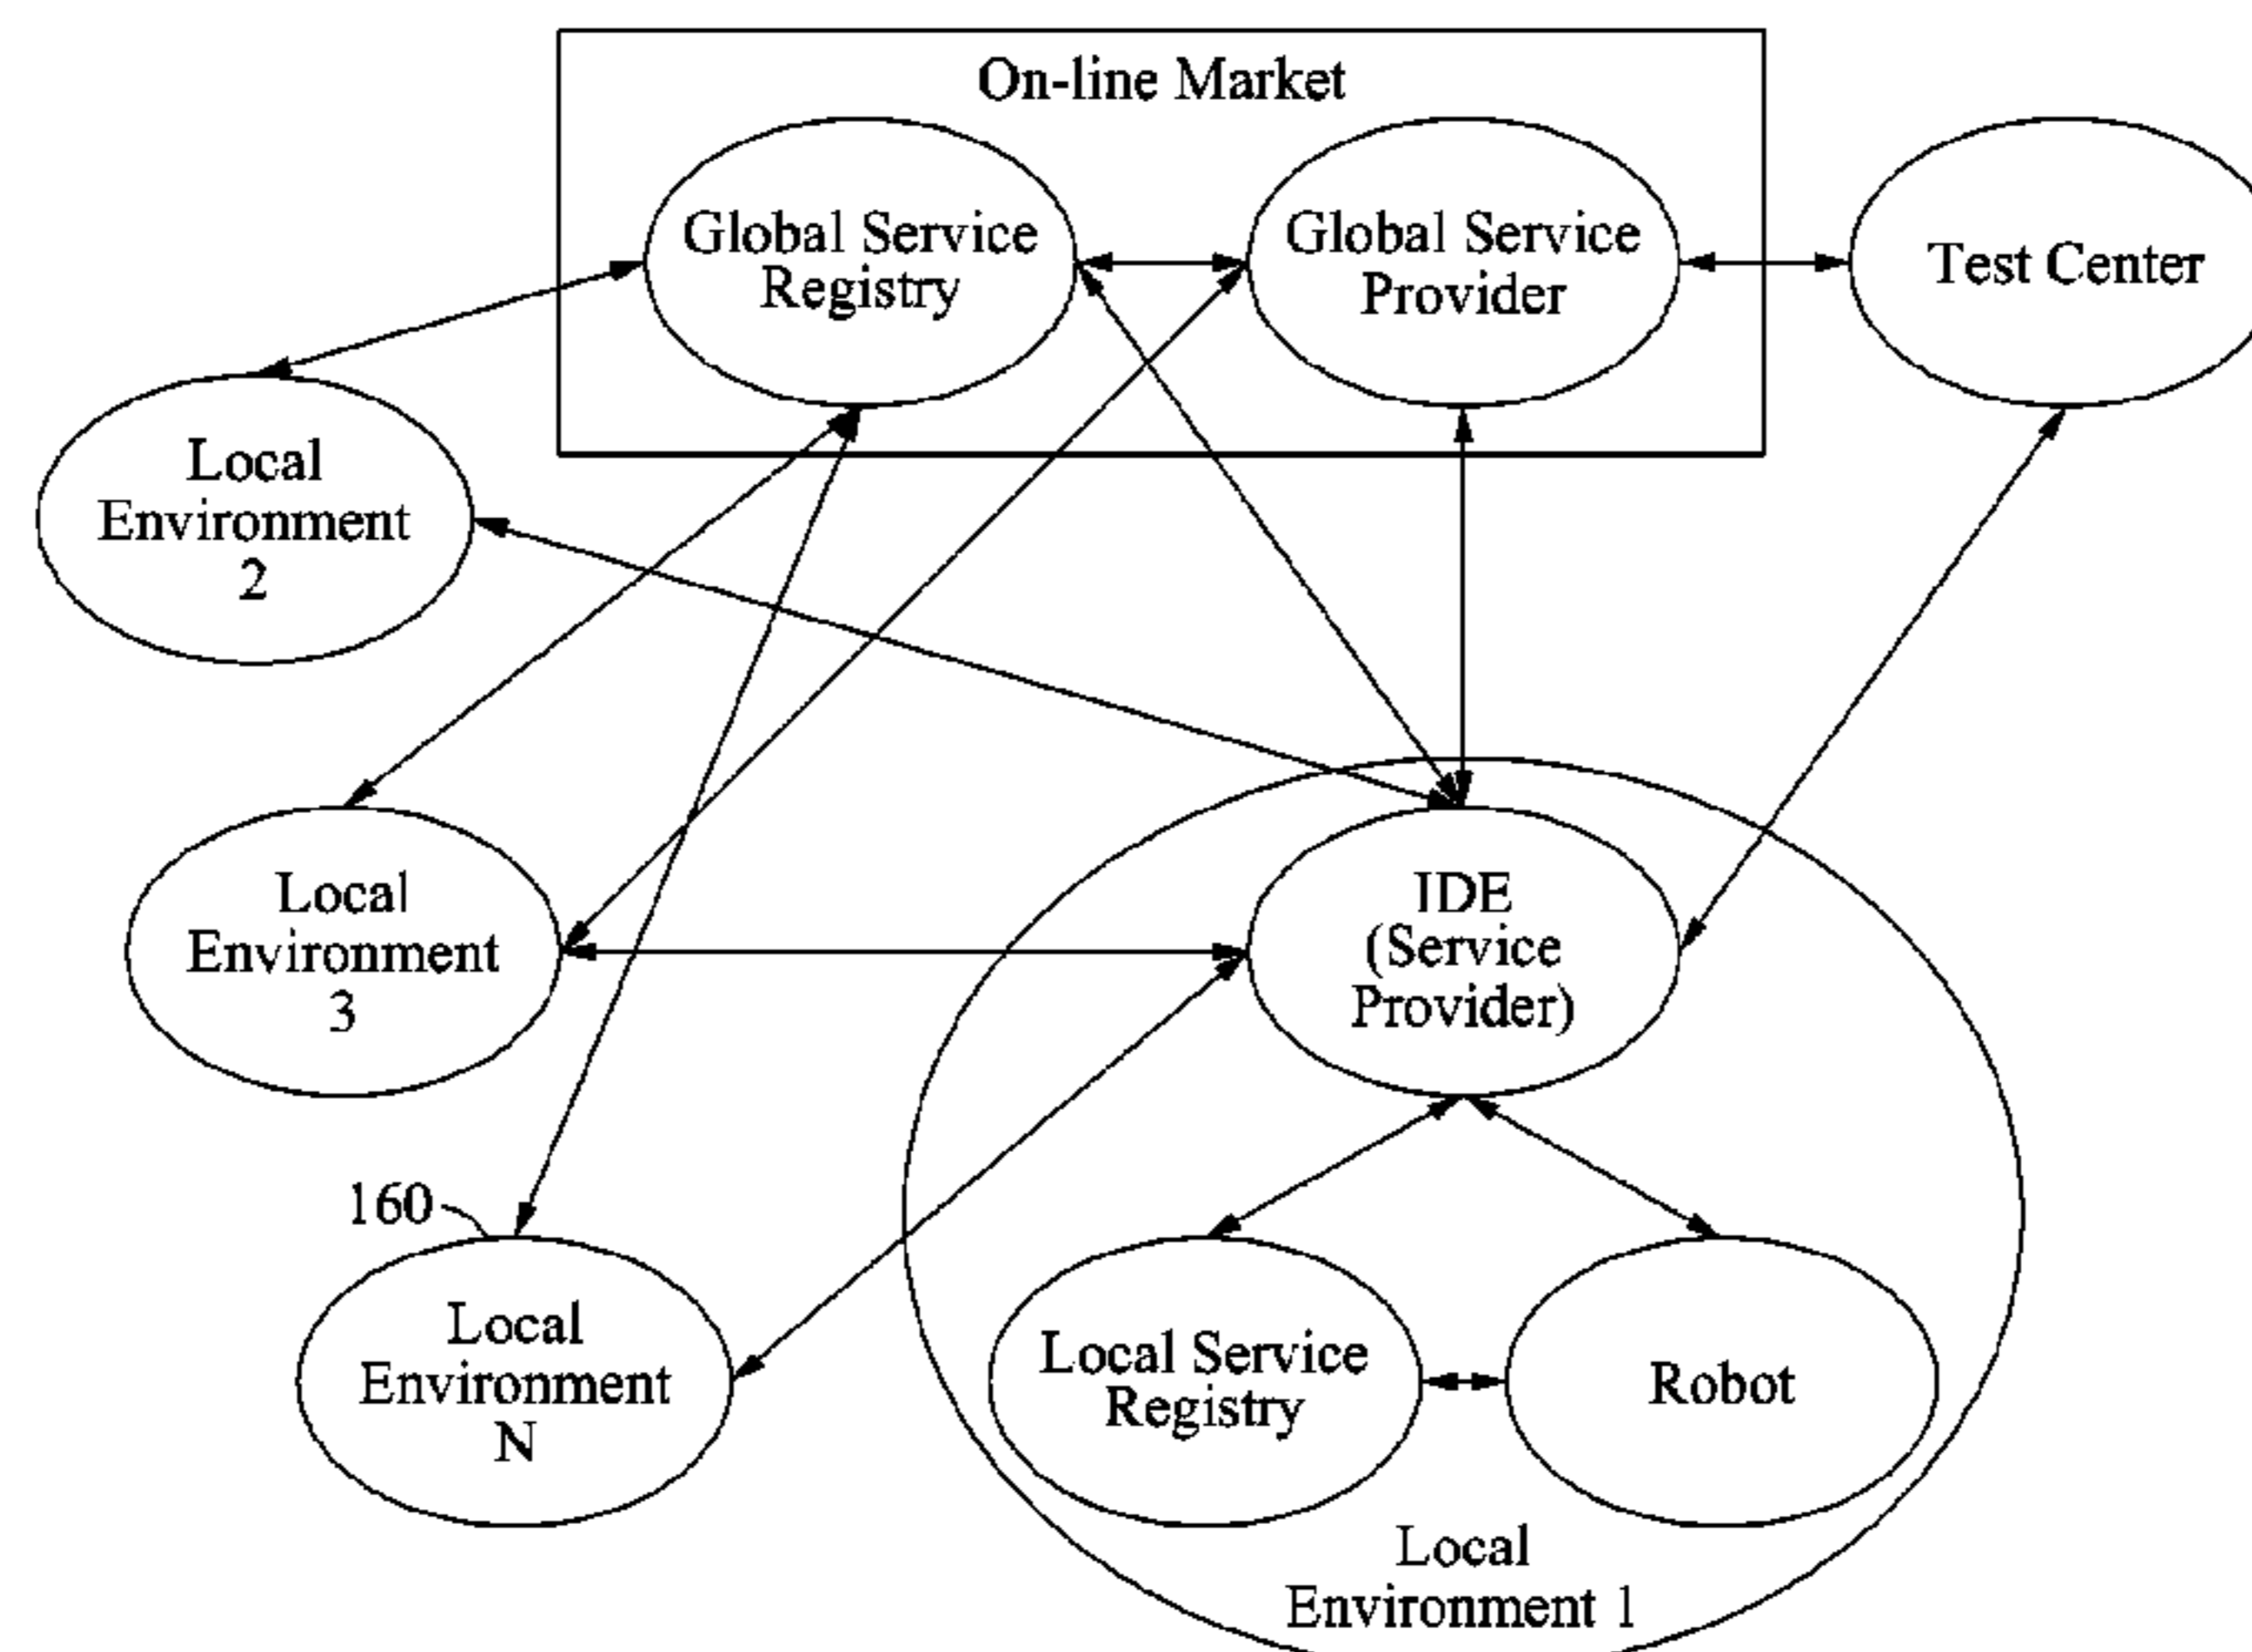 On-line Market
Global Service
Registry
Global Service
Provider
Test Center
Local
Environment
2
Local
Environment
3
IDE
(Service
Provider)
160
Local
Environment
N
Local Service
Registry
Robot
Local
Environment 1